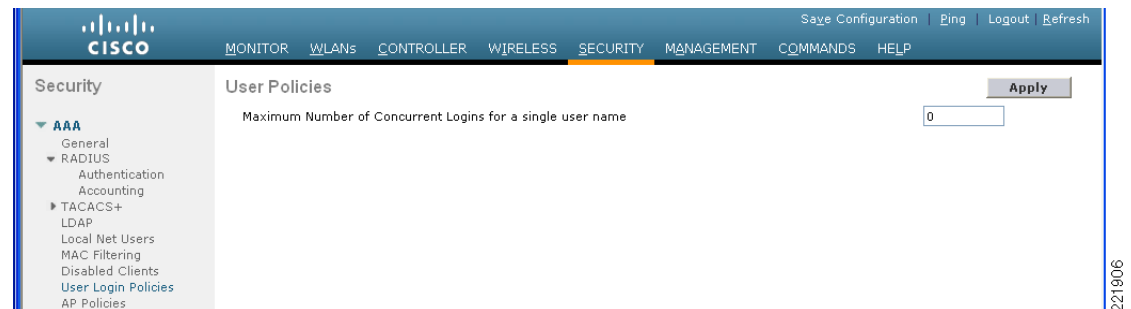 Save Configuration | Ping | Logout | Refresh
CISCO
MONITOR WLANs CONTROLLER WIRELESS SECURITY MANAGEMENT COMMANDS HELP
Security
AAA
General
RADIUS
Authentication
Accounting
TACACS+
LDAP
Local Net Users
MAC Filtering
Disabled Clients
User Login Policies
AP Policies
User Policies
Apply
Maximum Number of Concurrent Logins for a single user name 0
221906